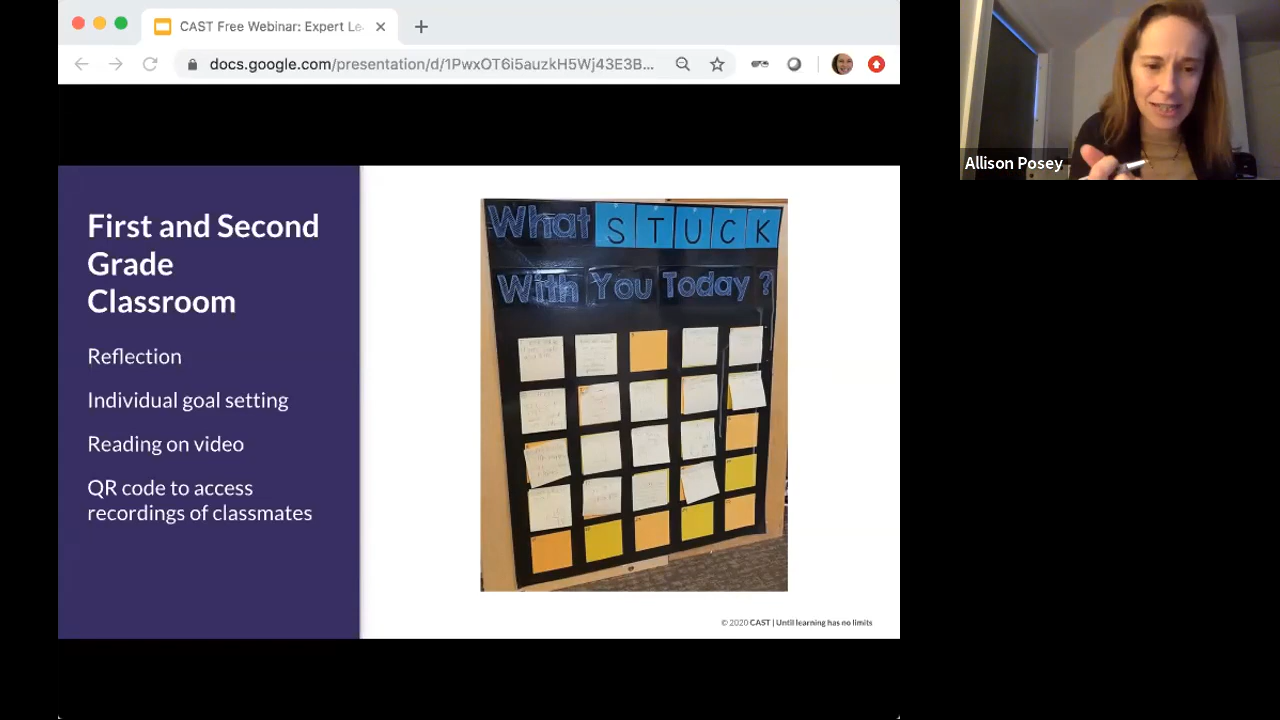 CAST Free Webinar: Expert Le
docs.google.com/presentation/d/1PwxOT6i5auzkH5Wj43E3B...
Allison Posey
First and Second
Grade
Classroom
Reflection
Individual goal setting
Reading on video
QR code to access
recordings of classmates
What STUCK
With You Today ?
© 2020 CAST | Until learning has no limits